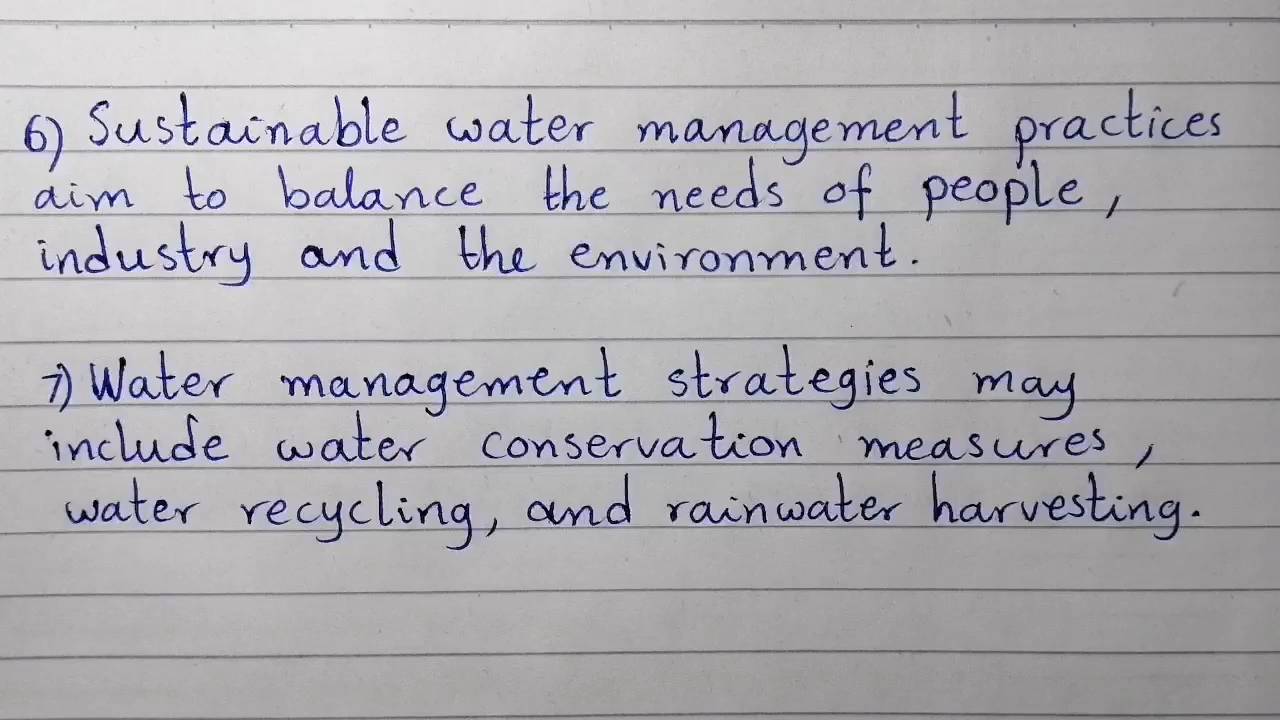 6) Sustainable water management practices
aim to balance the needs of people,
industry and the environment.
7) Water management strategies may
include water conservation measures,
water recycling, and rainwater harvesting.